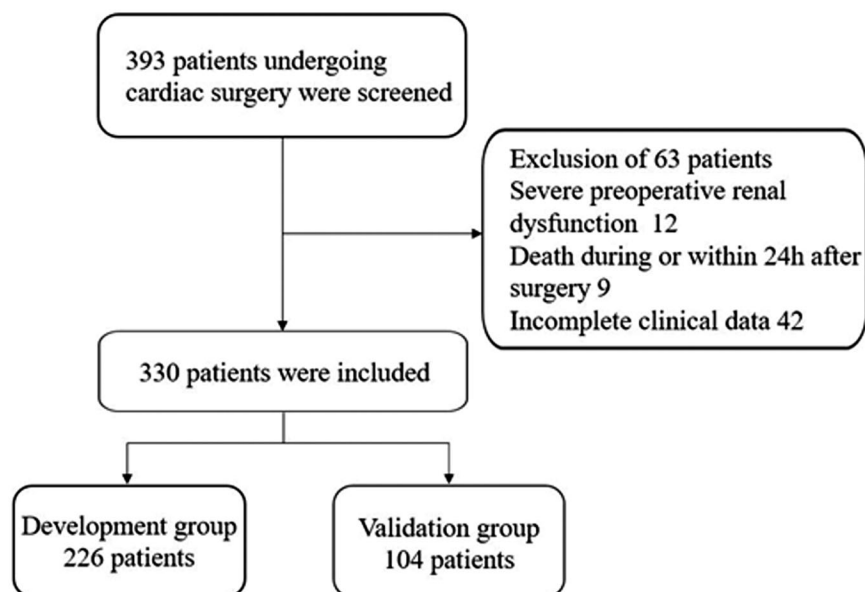 393 patients undergoing
cardiac surgery were screened
Exclusion of 63 patients
Severe preoperative renal
dysfunction 12
Death during or within 24h after
surgery 9
Incomplete clinical data 42
330 patients were included
Development group
226 patients
Validation group
104 patients